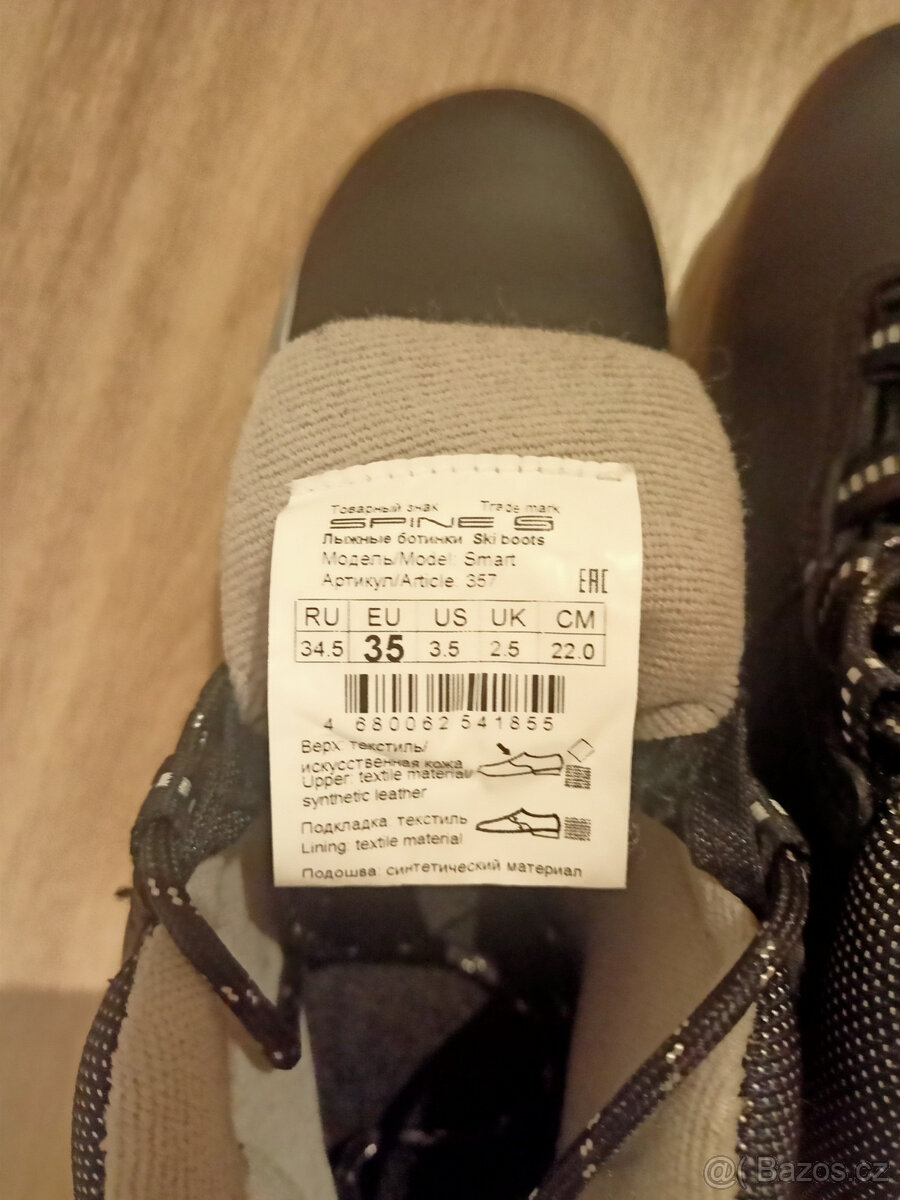 Товарный знак Trade mark
SPINE S
Лыжные ботинки Ski boots
Модель/Model: Smart
Артикул/Article: 357
EAC
RU EU US UK CM
34.5 35 3.5 2.5 22.0
4 680062 541855
Верх: текстиль/
искусственная кожа
Upper: textile material/
synthetic leather
Подкладка: текстиль
Lining: textile material
Подошва: синтетический материал
@( Bazos.cz